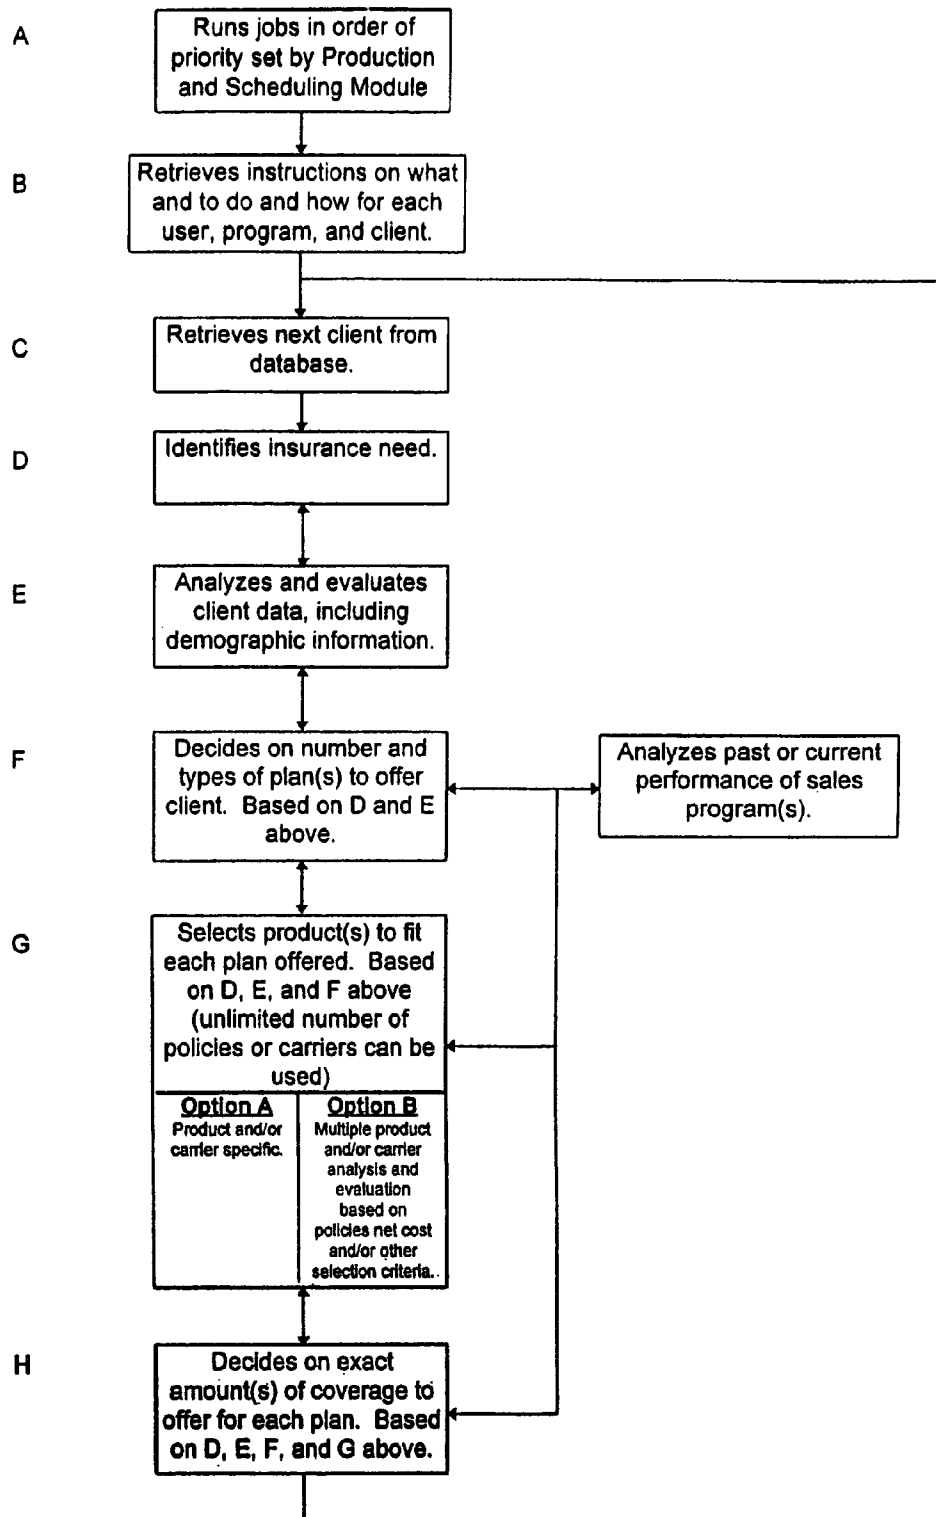 A
Runs jobs in order of
priority set by Production
and Scheduling Module
B
Retrieves instructions on what
and to do and how for each
user, program, and client.
C
Retrieves next client from
database.
D
Identifies insurance need.
E
Analyzes and evaluates
client data, including
demographic information.
F
Decides on number and
types of plan(s) to offer
client. Based on D and E
above.
Analyzes past or current
performance of sales
program(s).
G
Selects product(s) to fit
each plan offered. Based
on D, E, and F above
(unlimited number of
policies or carriers can be
used)
Option A
Product and/or
carrier specific.
Option B
Multiple product
and/or carrier
analysis and
evaluation
based on
policies net cost
and/or other
selection criteria.
H
Decides on exact
amount(s) of coverage to
offer for each plan. Based
on D, E, F, and G above.